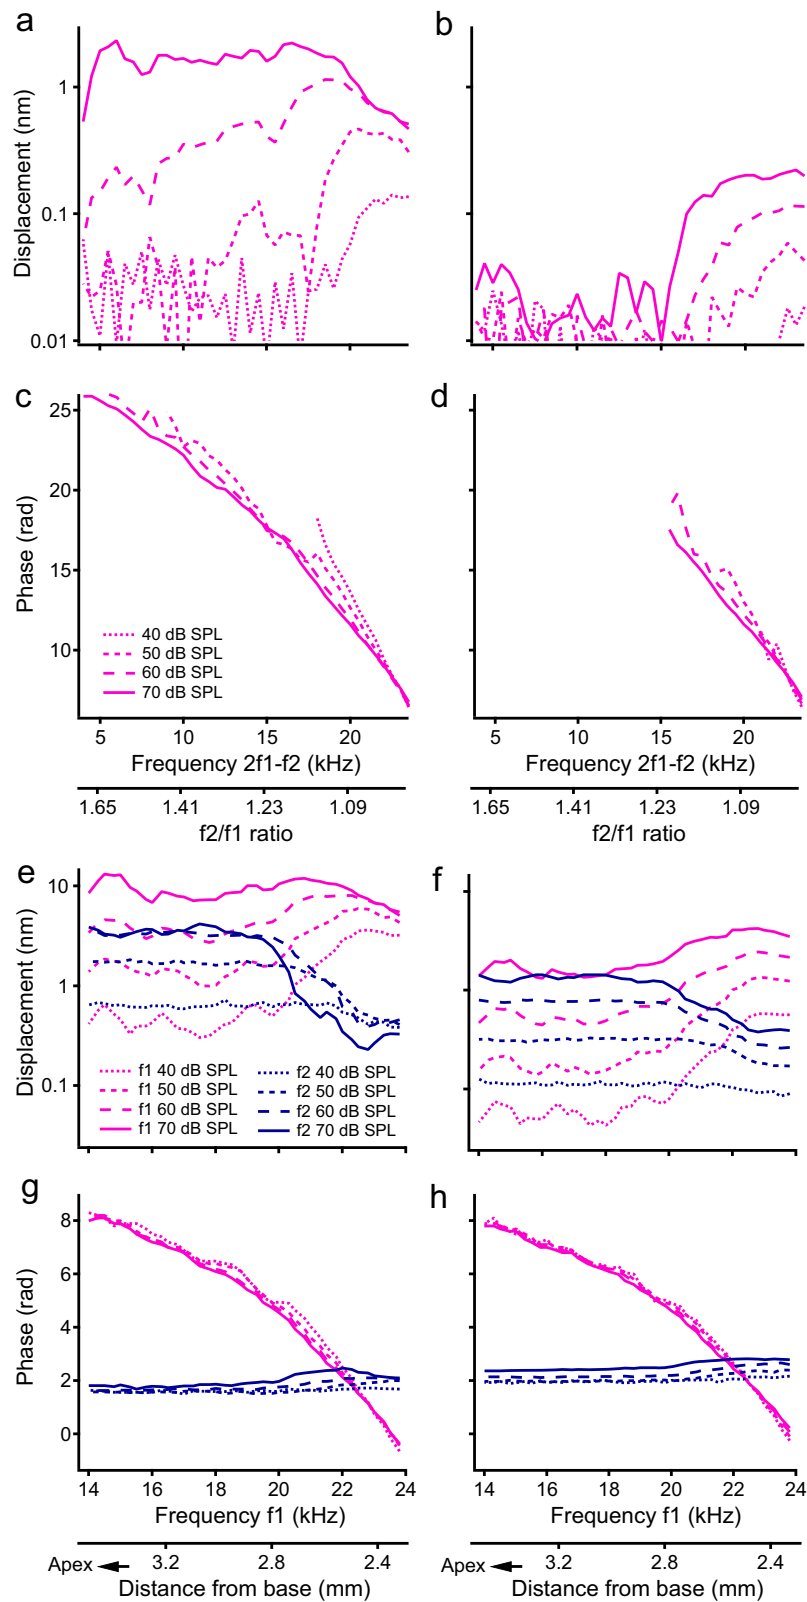 a
b
Displacement (nm)
1
0.1
0.01
c
d
Phase (rad)
25
20
15
10
40 dB SPL
50 dB SPL
60 dB SPL
70 dB SPL
5 10 15 20
5 10 15 20
Frequency 2f1-f2 (kHz)
Frequency 2f1-f2 (kHz)
1.65 1.41 1.23 1.09
1.65 1.41 1.23 1.09
f2/f1 ratio
f2/f1 ratio
e
f
Displacement (nm)
10
1
0.1
f1 40 dB SPL
f1 50 dB SPL
f1 60 dB SPL
f1 70 dB SPL
f2 40 dB SPL
f2 50 dB SPL
f2 60 dB SPL
f2 70 dB SPL
g
h
Phase (rad)
8
6
4
2
0
14 16 18 20 22 24
14 16 18 20 22 24
Frequency f1 (kHz)
Frequency f1 (kHz)
Apex 3.2 2.8 2.4
Apex 3.2 2.8 2.4
Distance from base (mm)
Distance from base (mm)